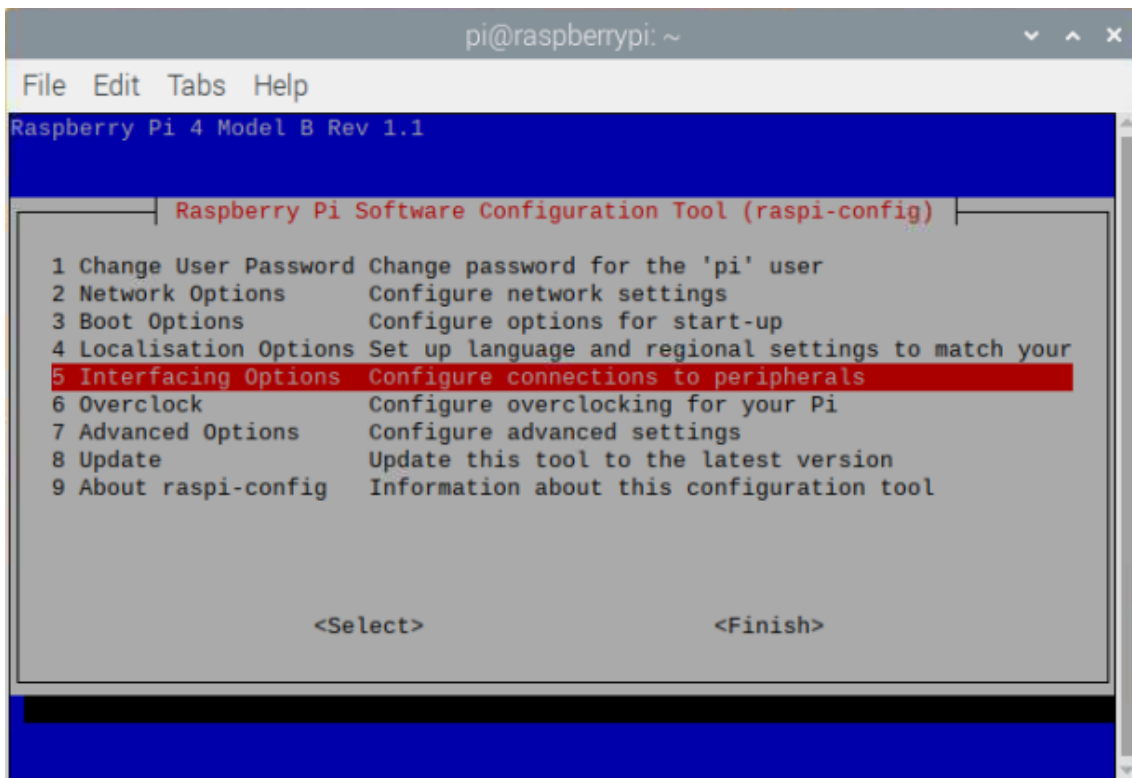 pi@raspberrypi: ~
File Edit Tabs Help
Raspberry Pi 4 Model B Rev 1.1
Raspberry Pi Software Configuration Tool (raspi-config)
1 Change User Password Change password for the 'pi' user
2 Network Options Configure network settings
3 Boot Options Configure options for start-up
4 Localisation Options Set up language and regional settings to match your
5 Interfacing Options Configure connections to peripherals
6 Overclock Configure overclocking for your Pi
7 Advanced Options Configure advanced settings
8 Update Update this tool to the latest version
9 About raspi-config Information about this configuration tool
<Select> <Finish>